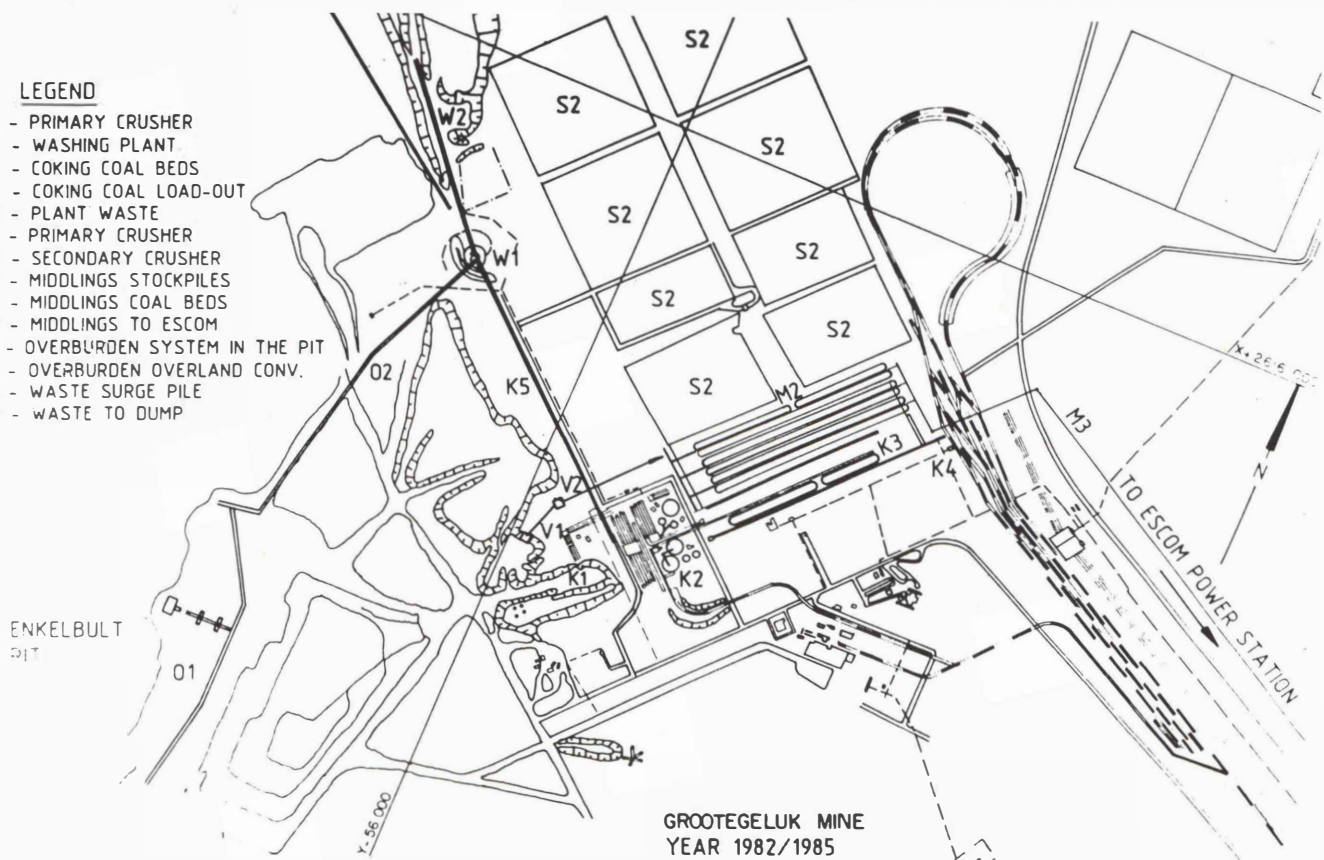 LEGEND
- PRIMARY CRUSHER
- WASHING PLANT
- COKING COAL BEDS
- COKING COAL LOAD-OUT
- PLANT WASTE
- PRIMARY CRUSHER
- SECONDARY CRUSHER
- MIDDLINGS STOCKPILES
- MIDDLINGS COAL BEDS
- MIDDLINGS TO ESCOM
- OVERBURDEN SYSTEM IN THE PIT
- OVERBURDEN OVERLAND CONV.
- WASTE SURGE PILE
- WASTE TO DUMP
S2
S2
W2
S2
S2
W1
S2
S2
S2
02
K5
S2
M2
M3
K3
K4
N
V2
V1
K1
K2
TO ESCOM POWER STATION
ENKELBULT
PIT
01
Y-56 000
GROOTEGELUK MINE
YEAR 1982/1985